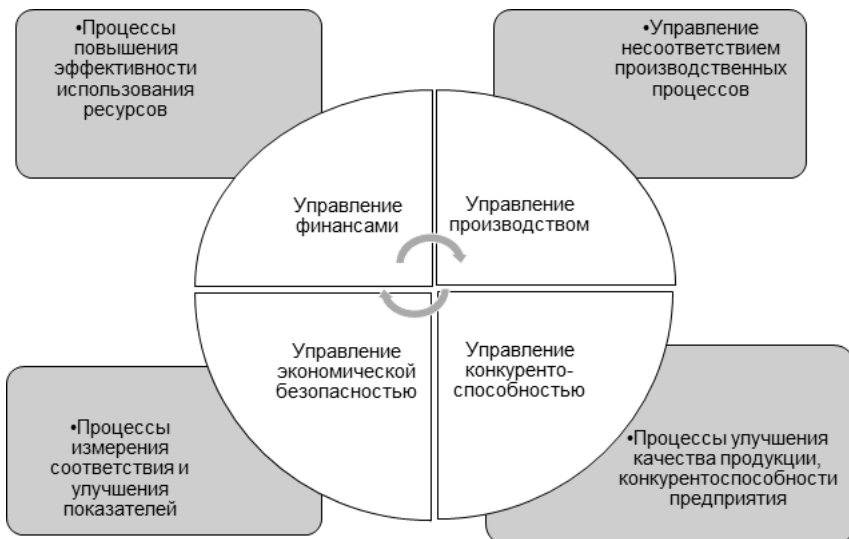 •Процессы
повышения
эффективности
использования
ресурсов
•Управление
несоответствием
производственных
процессов
Управление
финансами
Управление
производством
Управление
экономической
безопасностью
Управление
конкуренто-
способностью
•Процессы
измерения
соответствия и
улучшения
показателей
•Процессы улучшения
качества продукции,
конкурентоспособности
предприятия